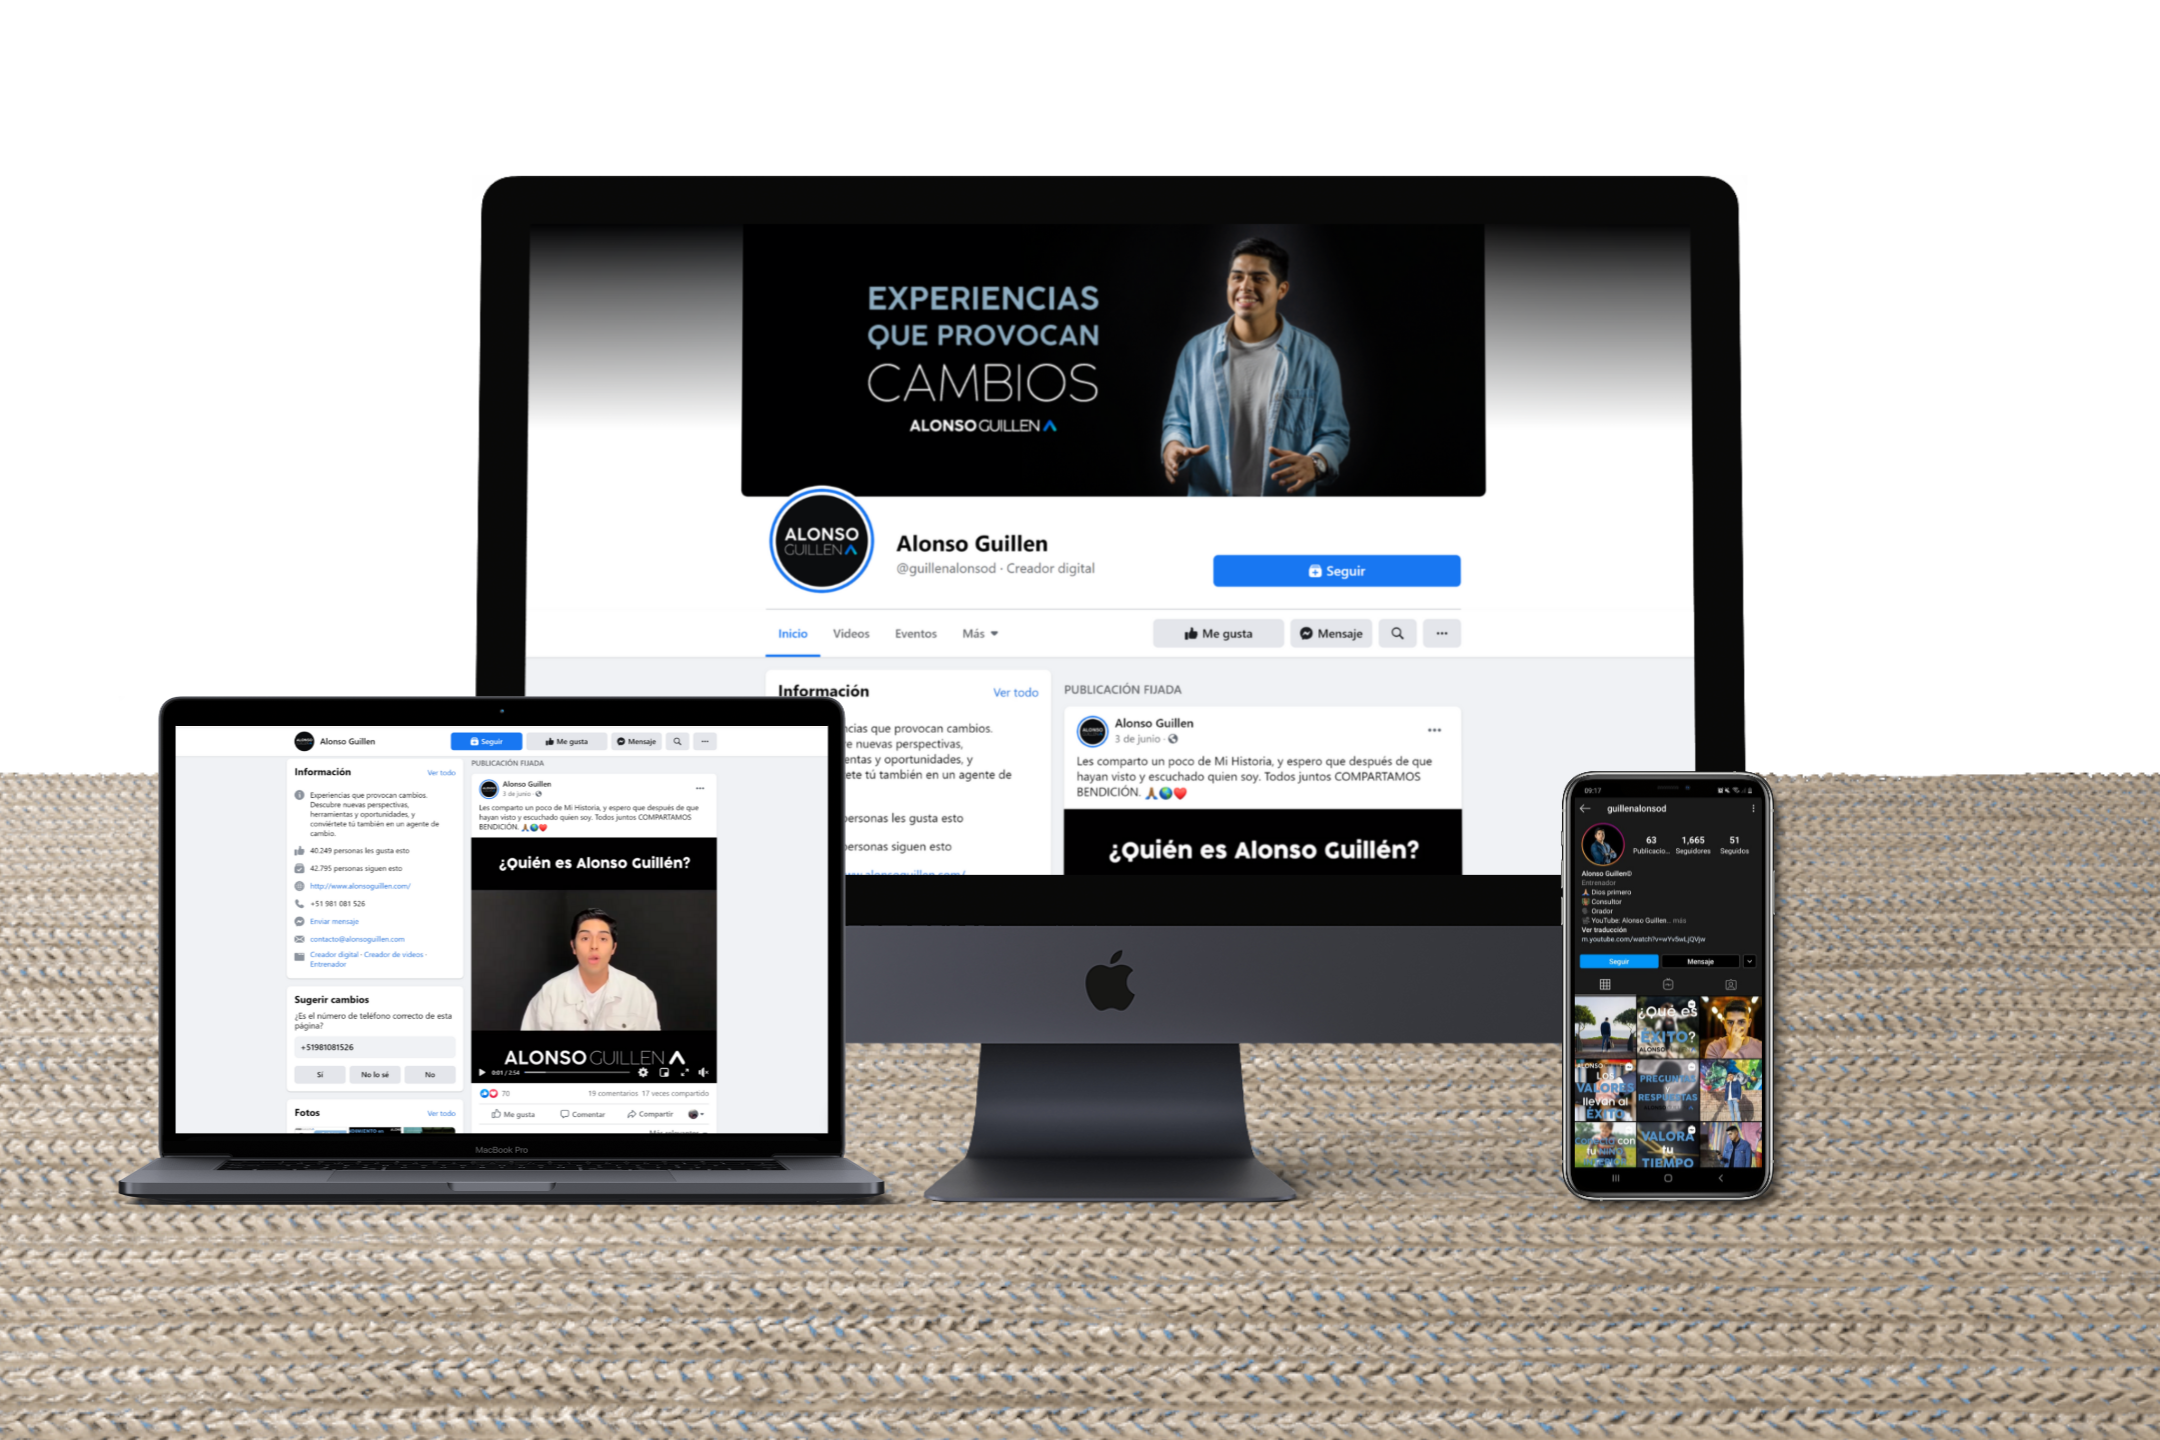 EXPERIENCIAS
QUE PROVOCAN
CAMBIOS
ALONSO GUILLEN
ALONSO
GUILLEN
Alonso Guillen
@guillenalonsod · Creador digital
Seguir
Inicio
Videos
Eventos
Más
Me gusta
Mensaje
Información
Ver todo
ncias que provocan cambios.
e nuevas perspectivas,
entas y oportunidades, y
ete tú también en un agente de
personas les gusta esto
personas siguen esto
PUBLICACIÓN FIJADA
Alonso Guillen
3 de junio
Les comparto un poco de Mi Historia, y espero que después de que
hayan visto y escuchado quien soy. Todos juntos COMPARTAMOS
BENDICIÓN. 🙏🌎❤️
¿Quién es Alonso Guillén?
Alonso Guillen
Seguir
Me gusta
Mensaje
Información
Ver todo
Experiencias que provocan cambios.
Descubre nuevas perspectivas,
herramientas y oportunidades, y
conviértete tú también en un agente de
cambio.
40.249 personas les gusta esto
42.795 personas siguen esto
http://www.alonsoguillen.com/
+51 981 081 526
Enviar mensaje
contacto@alonsoguillen.com
Creador digital · Creador de videos ·
Entrenador
Sugerir cambios
¿Es el número de teléfono correcto de esta
página?
+51981081526
Sí
No lo sé
No
Fotos
Ver todo
PUBLICACIÓN FIJADA
Alonso Guillen
3 de junio
Les comparto un poco de Mi Historia, y espero que después de que
hayan visto y escuchado quien soy. Todos juntos COMPARTAMOS
BENDICIÓN. 🙏🌎❤️
¿Quién es Alonso Guillén?
ALONSO GUILLEN
0:01 / 2:54
70
19 comentarios 17 veces compartido
Me gusta
Comentar
Compartir
MacBook Pro
09:17
guillenalonsod
63
1,665
51
Publicacio...
Seguidores
Seguidos
Alonso Guillen©
Entrenador
🙏 Dios primero
Consultor
Orador
YouTube: Alonso Guillen... más
Ver traducción
m.youtube.com/watch?v=wYv5wLjQVjw
Seguir
Mensaje
¿Qué es
ÉXITO?
ALONSO
ALONSO
LOS
VALORES
llevan al
ÉXITO
PREGUNTAS
Y
RESPUESTAS
con
tu
VALORA
tu
TIEMPO